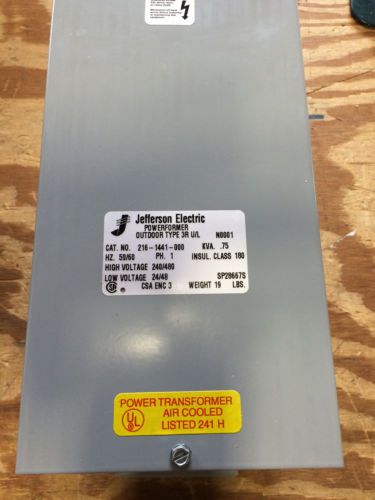 Jefferson Electric
POWERFORMER
OUTDOOR TYPE 3R U/L N0001
CAT. NO. 216-1441-000 KVA. .75
HZ. 50/60 PH. 1 INSUL. CLASS 180
HIGH VOLTAGE 240/480
LOW VOLTAGE 24/48 SP28667S
CSA ENC 3 WEIGHT 19 LBS.
POWER TRANSFORMER
UL AIR COOLED
LISTED 241 H